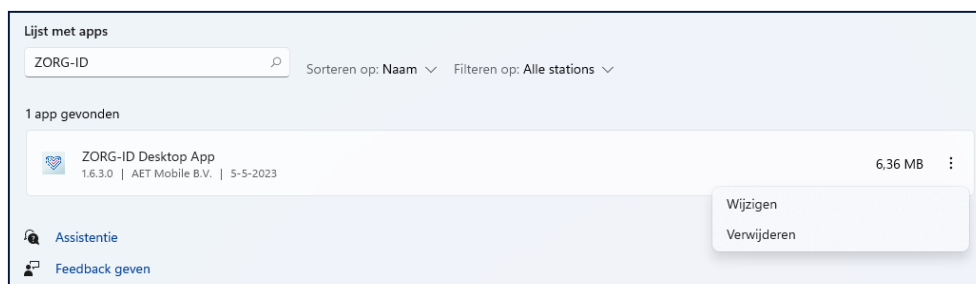 Lijst met apps
ZORG-ID
Sorteren op: Naam Filteren op: Alle stations
1 app gevonden
ZORG-ID Desktop App
1.6.3.0 | AET Mobile B.V. | 5-5-2023
6,36 MB
Wijzigen
Verwijderen
Assistentie
Feedback geven